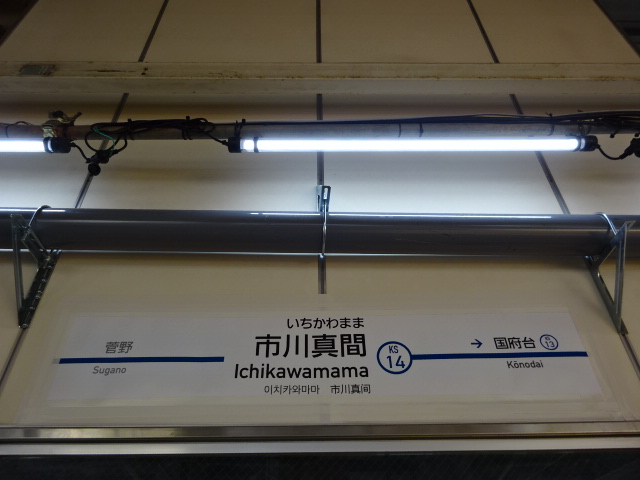 菅野
Sugano
いちかわまま
市川真間
Ichikawamama
이치카와마마 市川真间
KS
14
→ 国府台
KS
13
Kōnodai